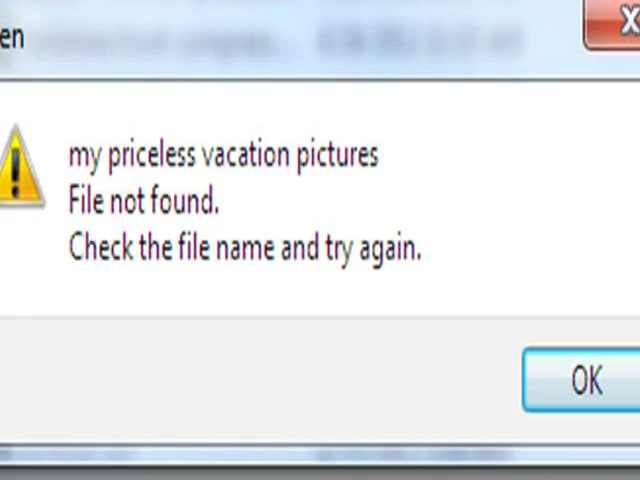 en
my priceless vacation pictures
File not found.
Check the file name and try again.
OK